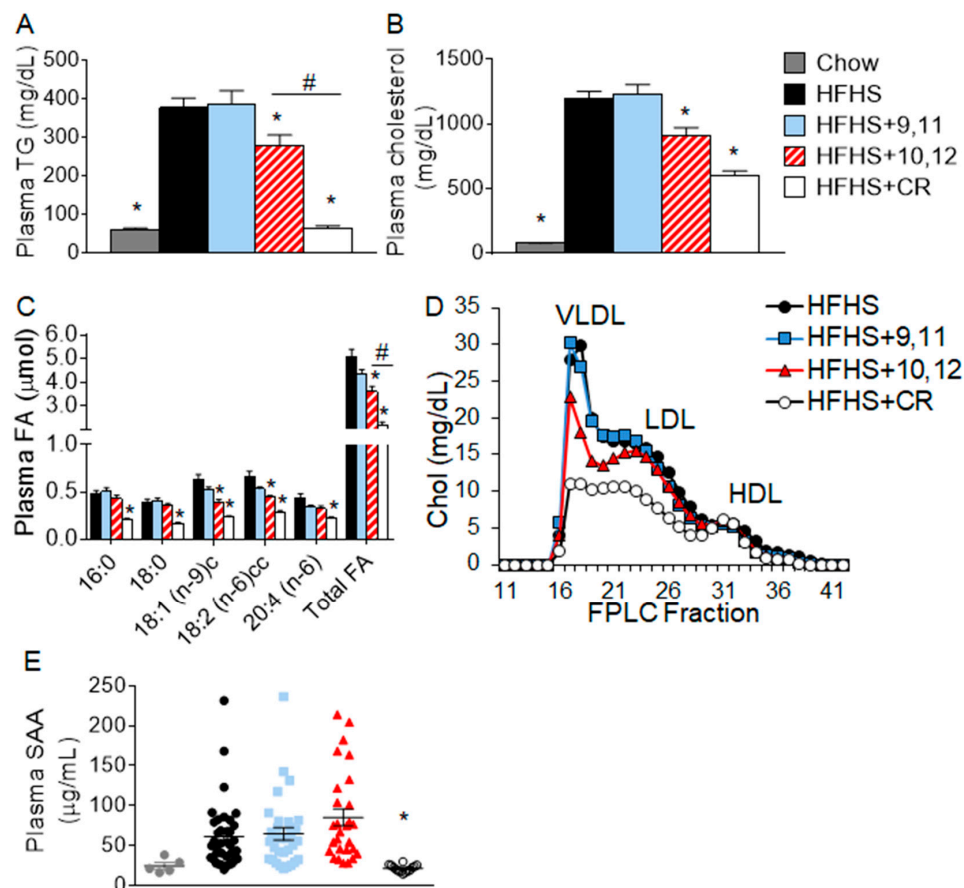 A
Plasma TG (mg/dL)
500
400
300
200
100
0
*
*
#
*
B
Plasma cholesterol
(mg/dL)
1500
1000
500
0
*
*
*
Chow
HFHS
HFHS+9,11
HFHS+10,12
HFHS+CR
C
Plasma FA (μmol)
6.0
5.0
4.0
3.0
2.0
1.0
0.5
0.0
*
*
* *
* *
*
#
*
*
16:0
18:0
18:1 (n-9)c
18:2 (n-6)cc
20:4 (n-6)
Total FA
D
Chol (mg/dL)
35
30
25
20
15
10
5
0
VLDL
LDL
HDL
11 16 21 26 31 36 41
FPLC Fraction
HFHS
HFHS+9,11
HFHS+10,12
HFHS+CR
E
Plasma SAA
(μg/mL)
250
200
150
100
50
0
*